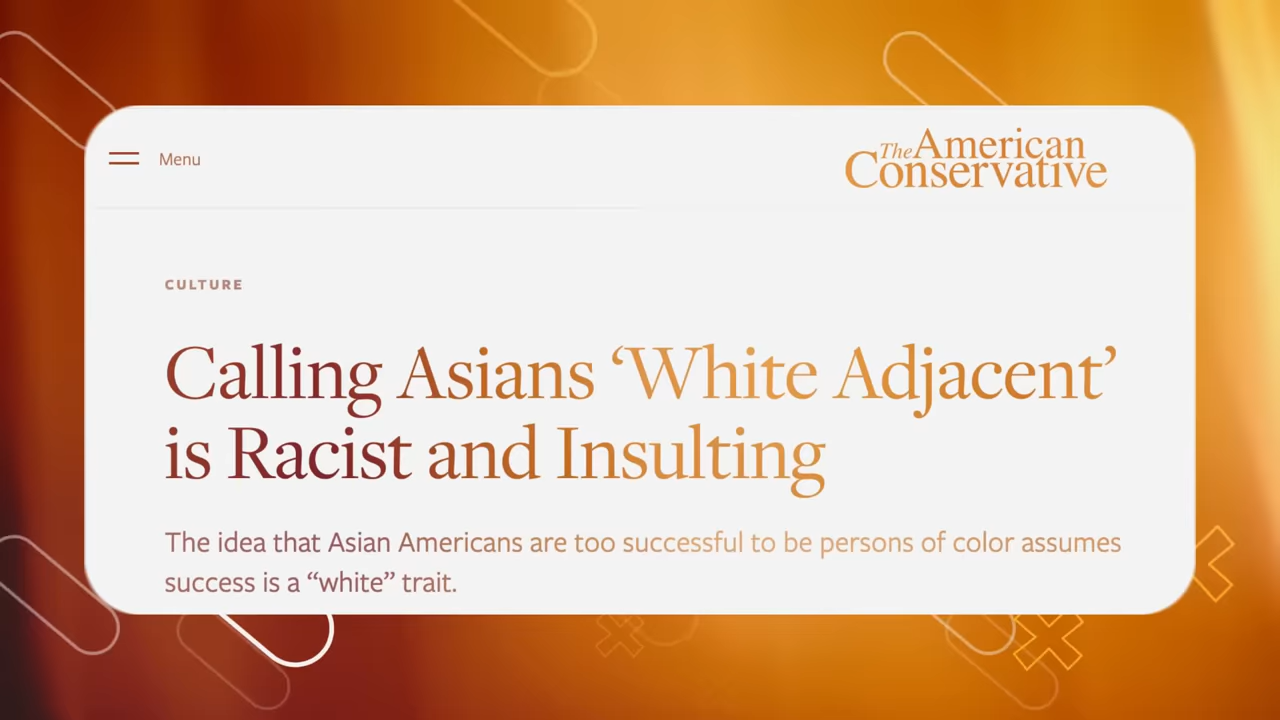 Menu
The American
Conservative
CULTURE
Calling Asians ‘White Adjacent’
is Racist and Insulting
The idea that Asian Americans are too successful to be persons of color assumes
success is a “white” trait.